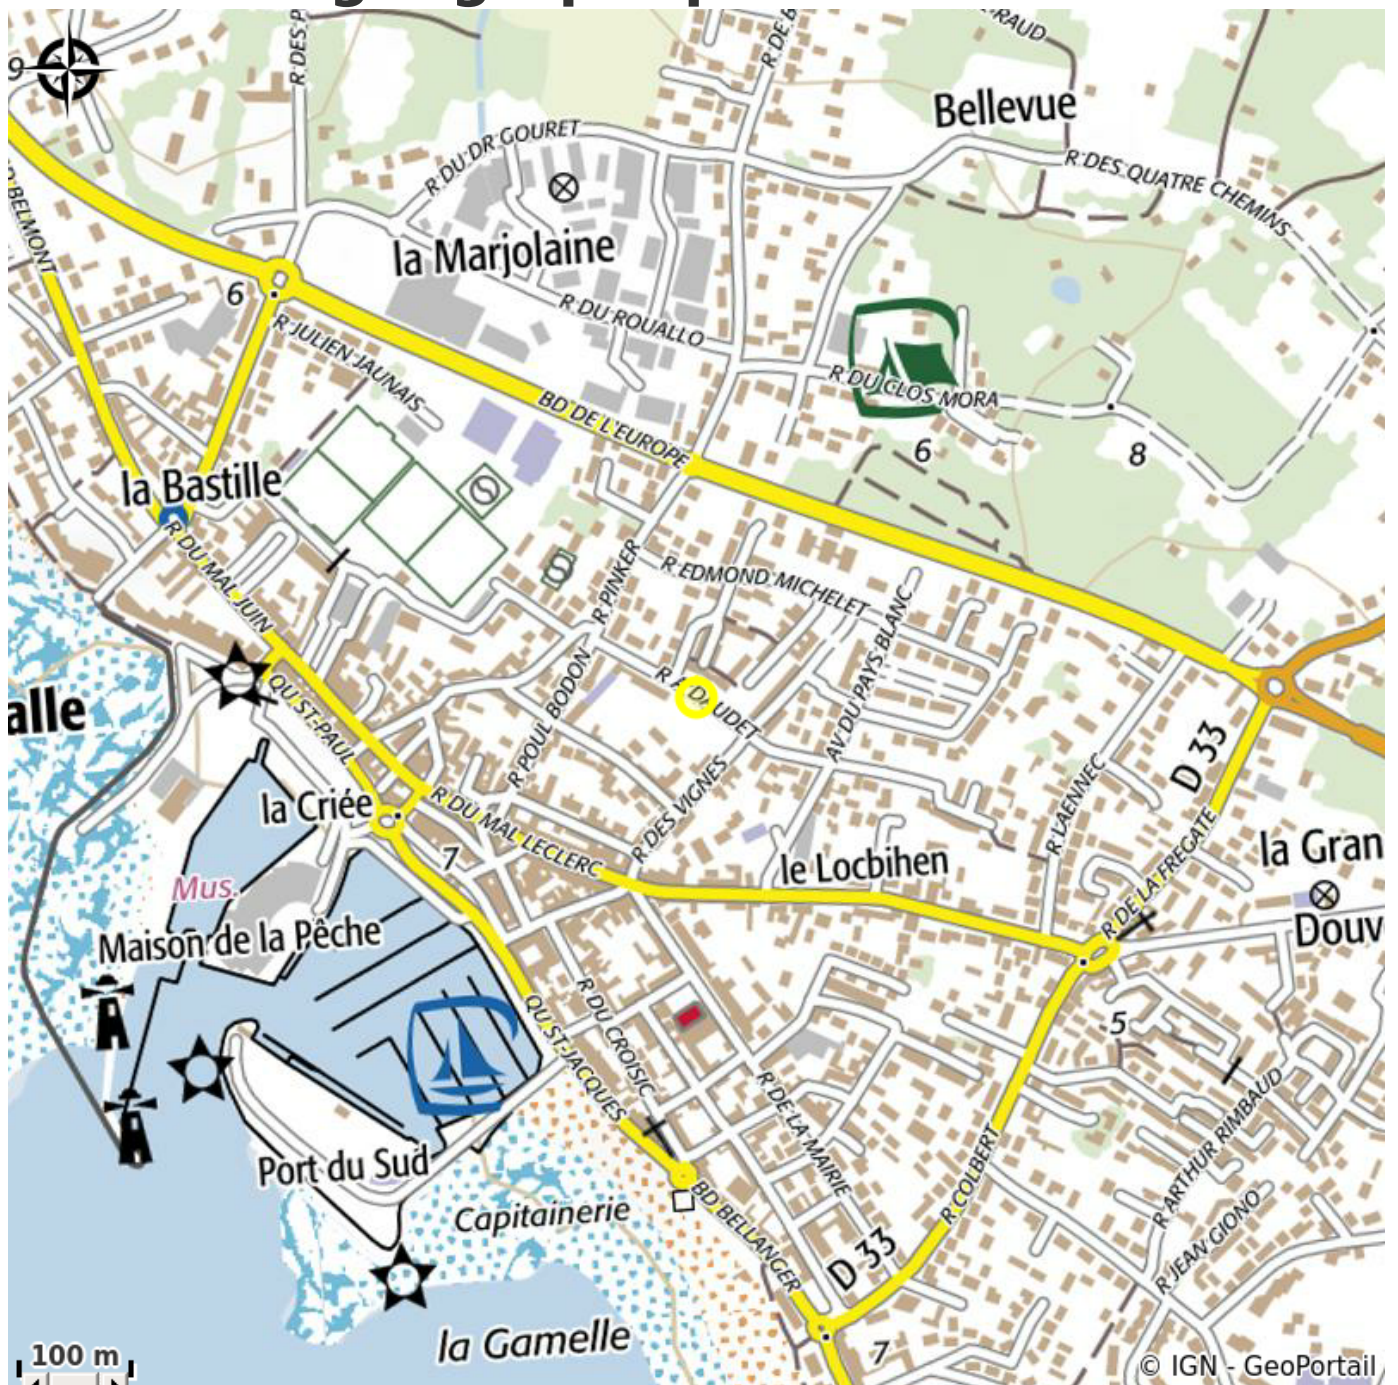 R DE B
R DES P
Bellevue
R DU DR GOURET
R DES QUATRE CHEMINS
R BELMONT
la Marjolaine
6
R DU ROUALLO
R JULIEN JAUNAIS
R DU CLOS MORA
BD DE L'EUROPE
6
8
la Bastille
R DU MAL JUIN
R PINKER
R EDMOND MICHELET
AV DU PAYS BLANC
R POUL BODON
R A DAUDET
QU ST-PAUL
alle
D 33
R LAENNEC
R DES VIGNES
la Criée
R DU MAL LECLERC
7
le Locbihen
R DE LA FREGATE
la Gran
Mus.
Maison de la Pêche
Douv
QU ST-JACQUES
R DU CROISIC
5
R DE LA MAIRIE
R ARTHUR RIMBAUD
R COLBERT
Port du Sud
Capitainerie
BD BELLANGER
D 33
R JEAN GIONO
la Gamelle
7
100 m
© IGN - GeoPortail